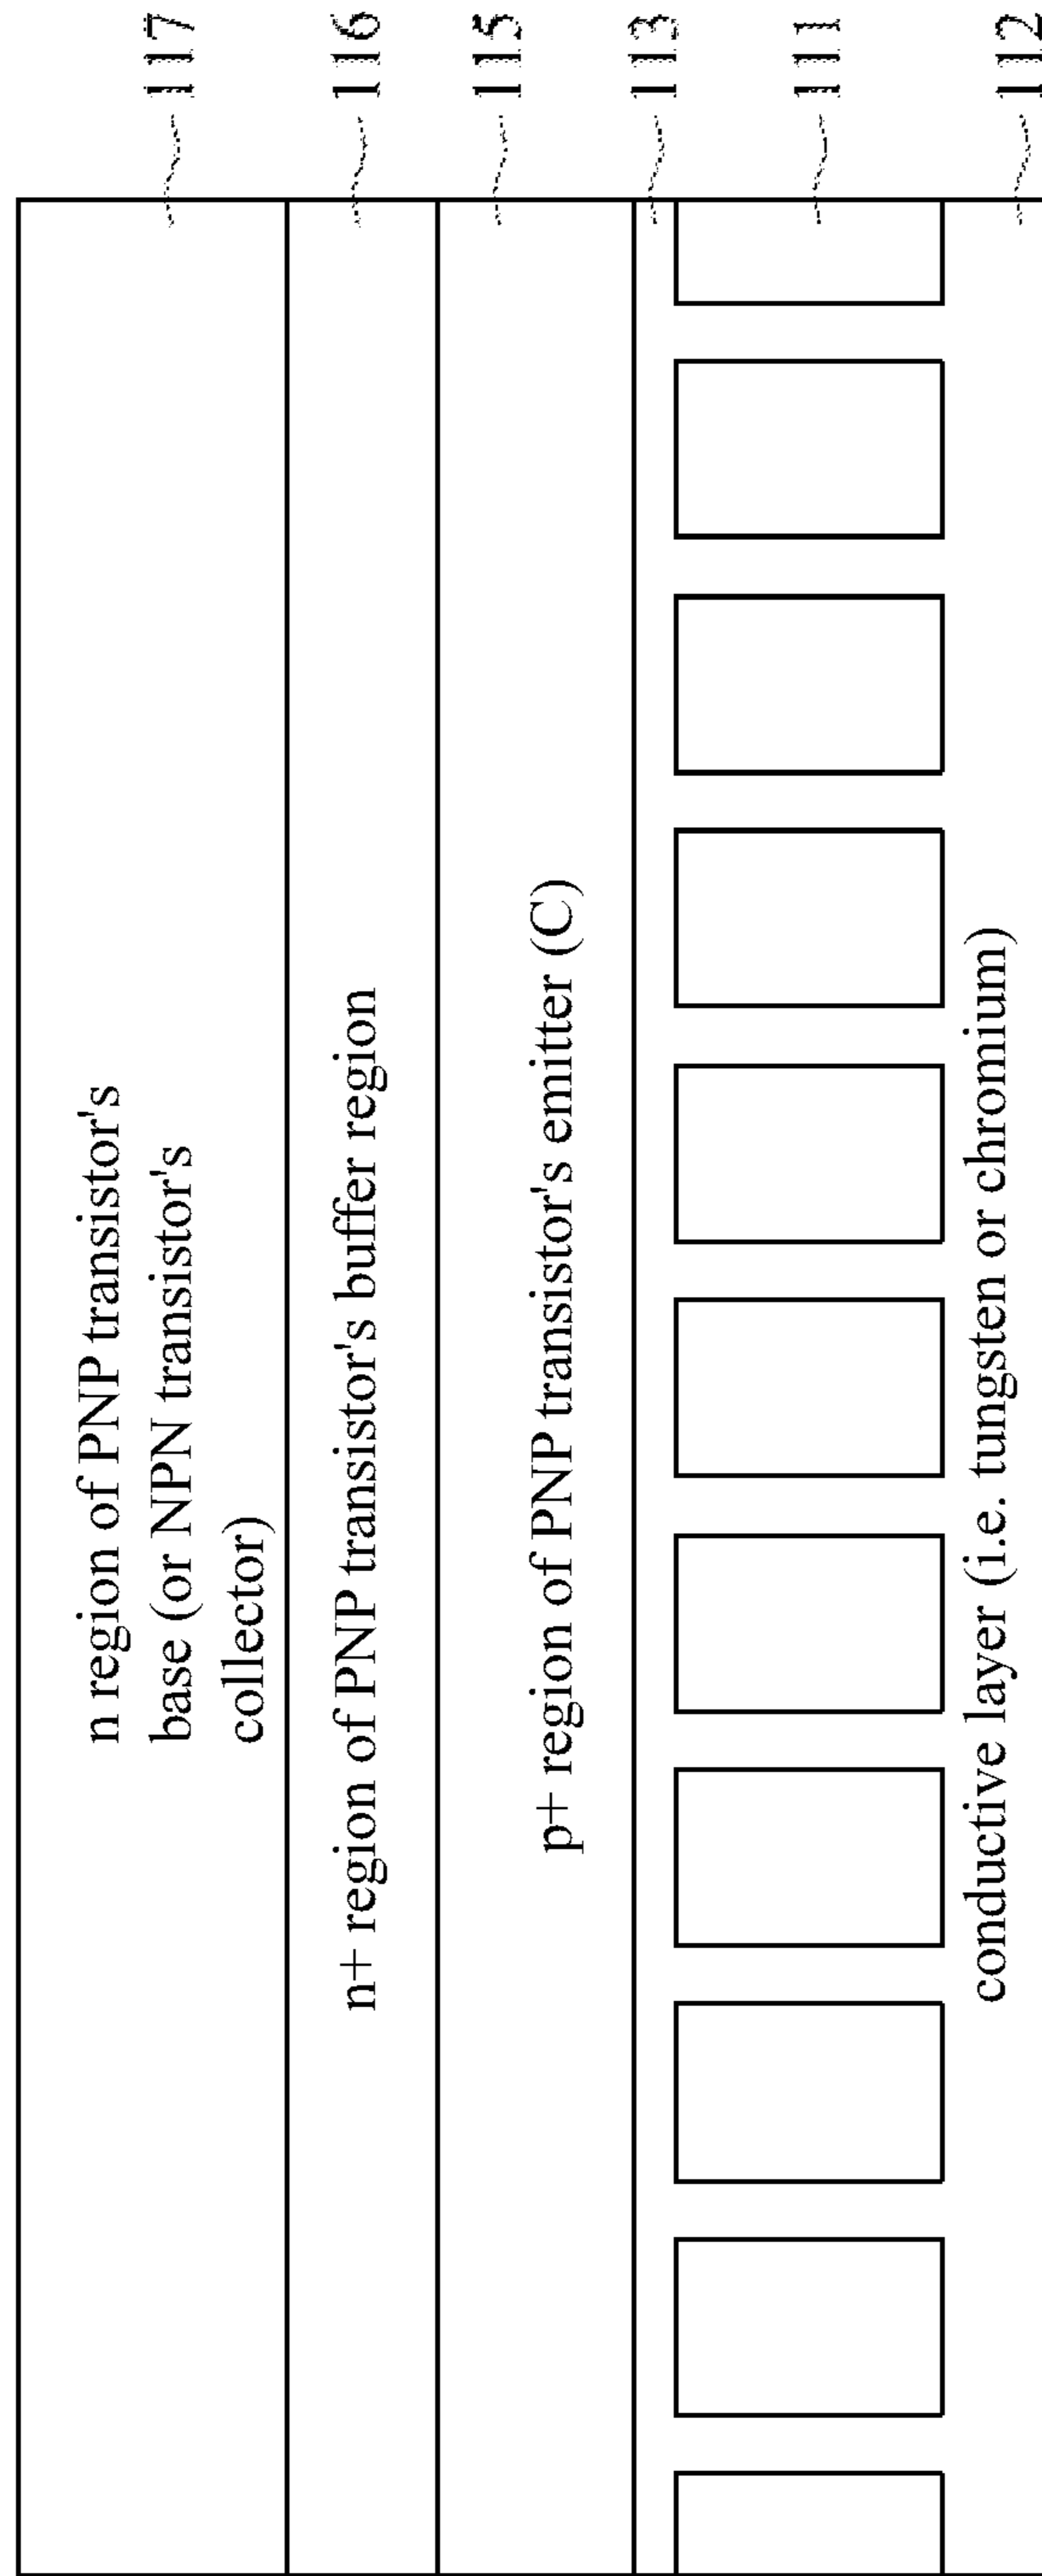 n region of PNP transistor's
base (or NPN transistor's
collector)
117
n+ region of PNP transistor's buffer region
116
p+ region of PNP transistor's emitter (C)
115
113
111
conductive layer (i.e. tungsten or chromium)
112